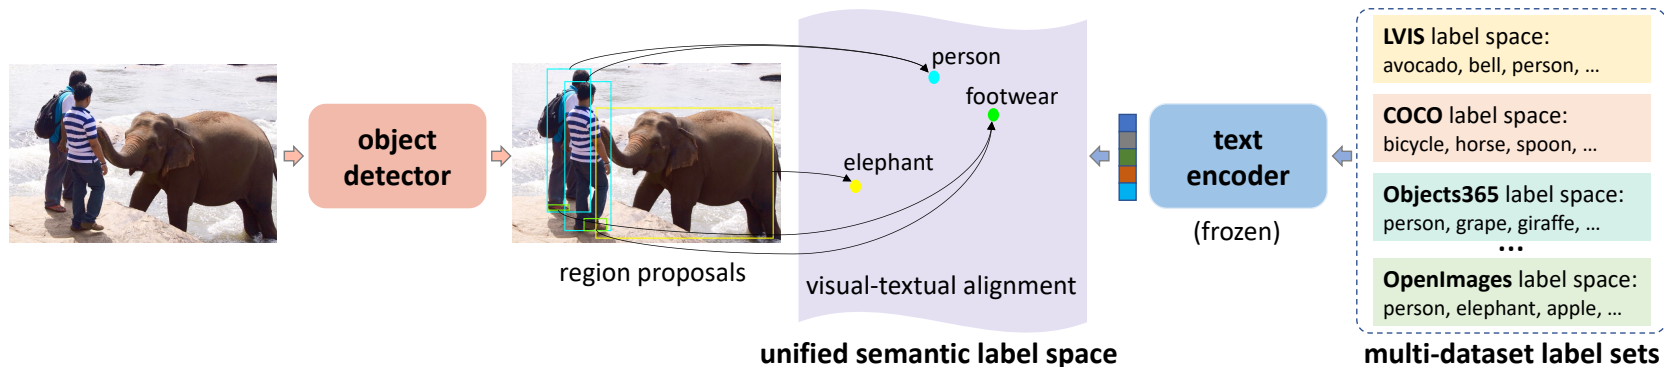 object
detector
region proposals
person
footwear
elephant
visual-textual alignment
unified semantic label space
text
encoder
(frozen)
LVIS label space:
avocado, bell, person, ...
COCO label space:
bicycle, horse, spoon, ...
Objects365 label space:
person, grape, giraffe, ...
...
OpenImages label space:
person, elephant, apple, ...
multi-dataset label sets